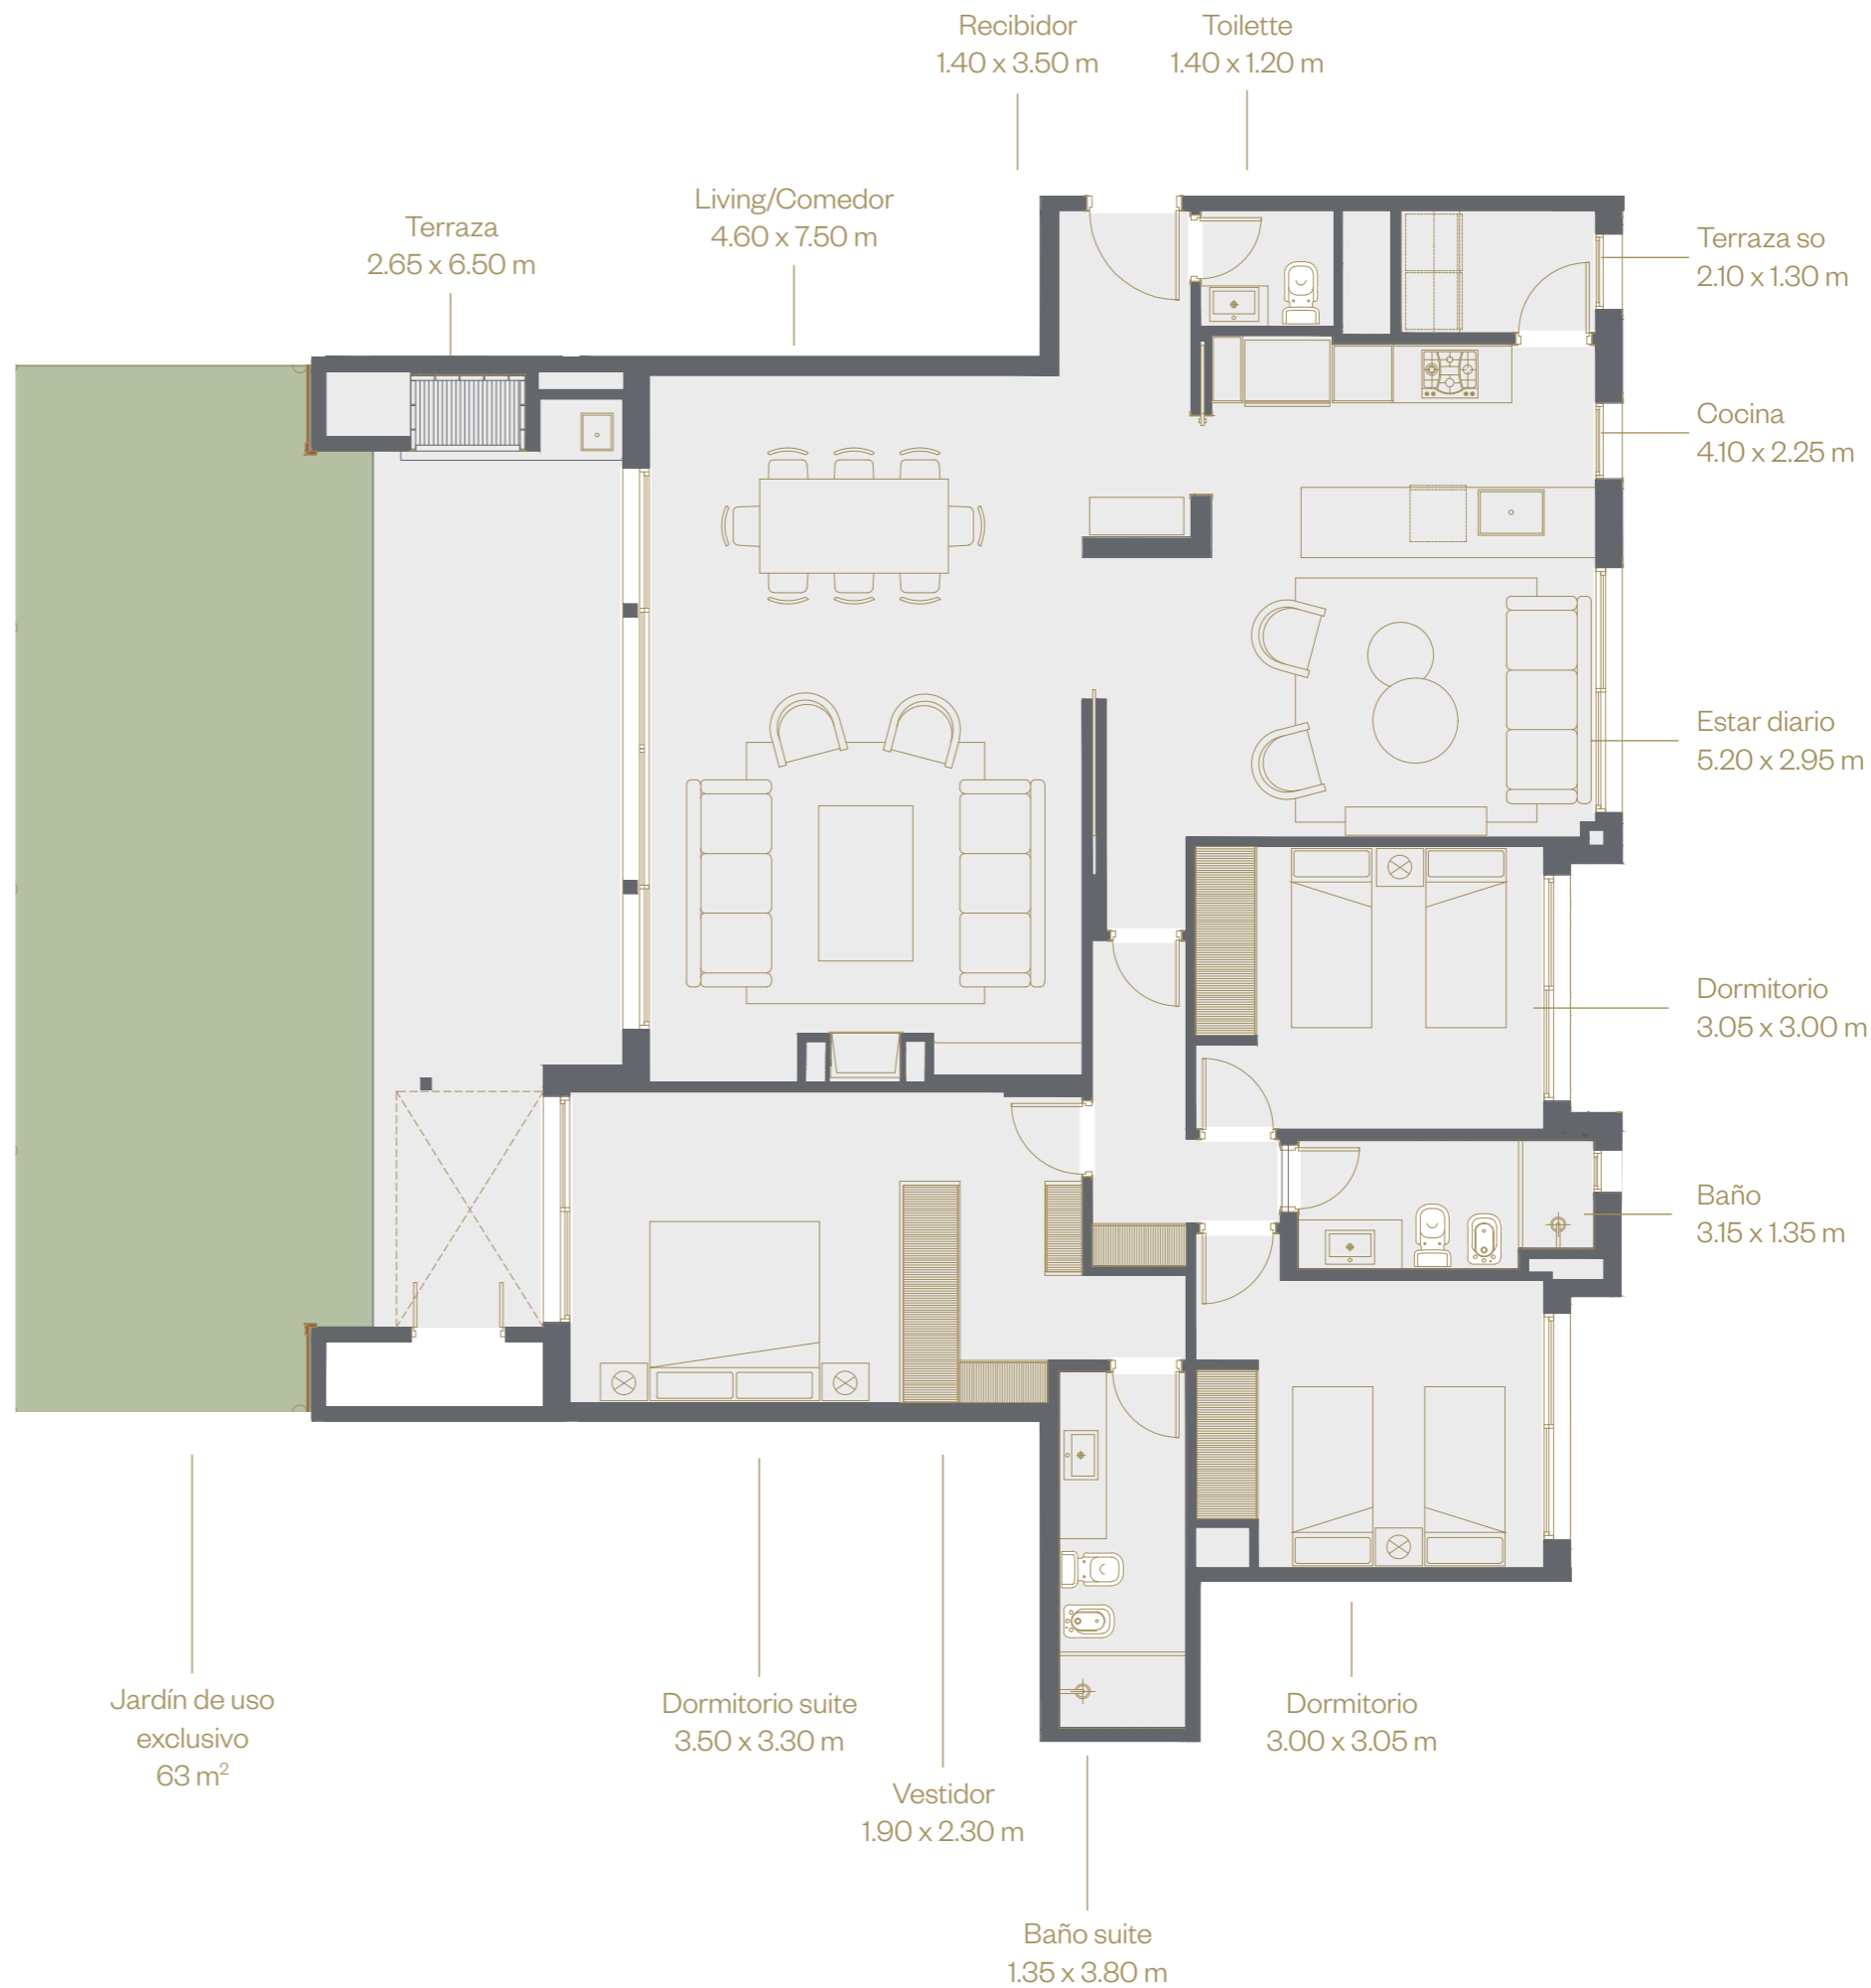 Recibidor
1.40 x 3.50 m
Toilette
1.40 x 1.20 m
Living/Comedor
4.60 x 7.50 m
Terraza
2.65 x 6.50 m
Terraza so
2.10 x 1.30 m
Cocina
4.10 x 2.25 m
Estar diario
5.20 x 2.95 m
Dormitorio
3.05 x 3.00 m
Baño
3.15 x 1.35 m
Jardín de uso
exclusivo
63 m²
Dormitorio suite
3.50 x 3.30 m
Dormitorio
3.00 x 3.05 m
Vestidor
1.90 x 2.30 m
Baño suite
1.35 x 3.80 m